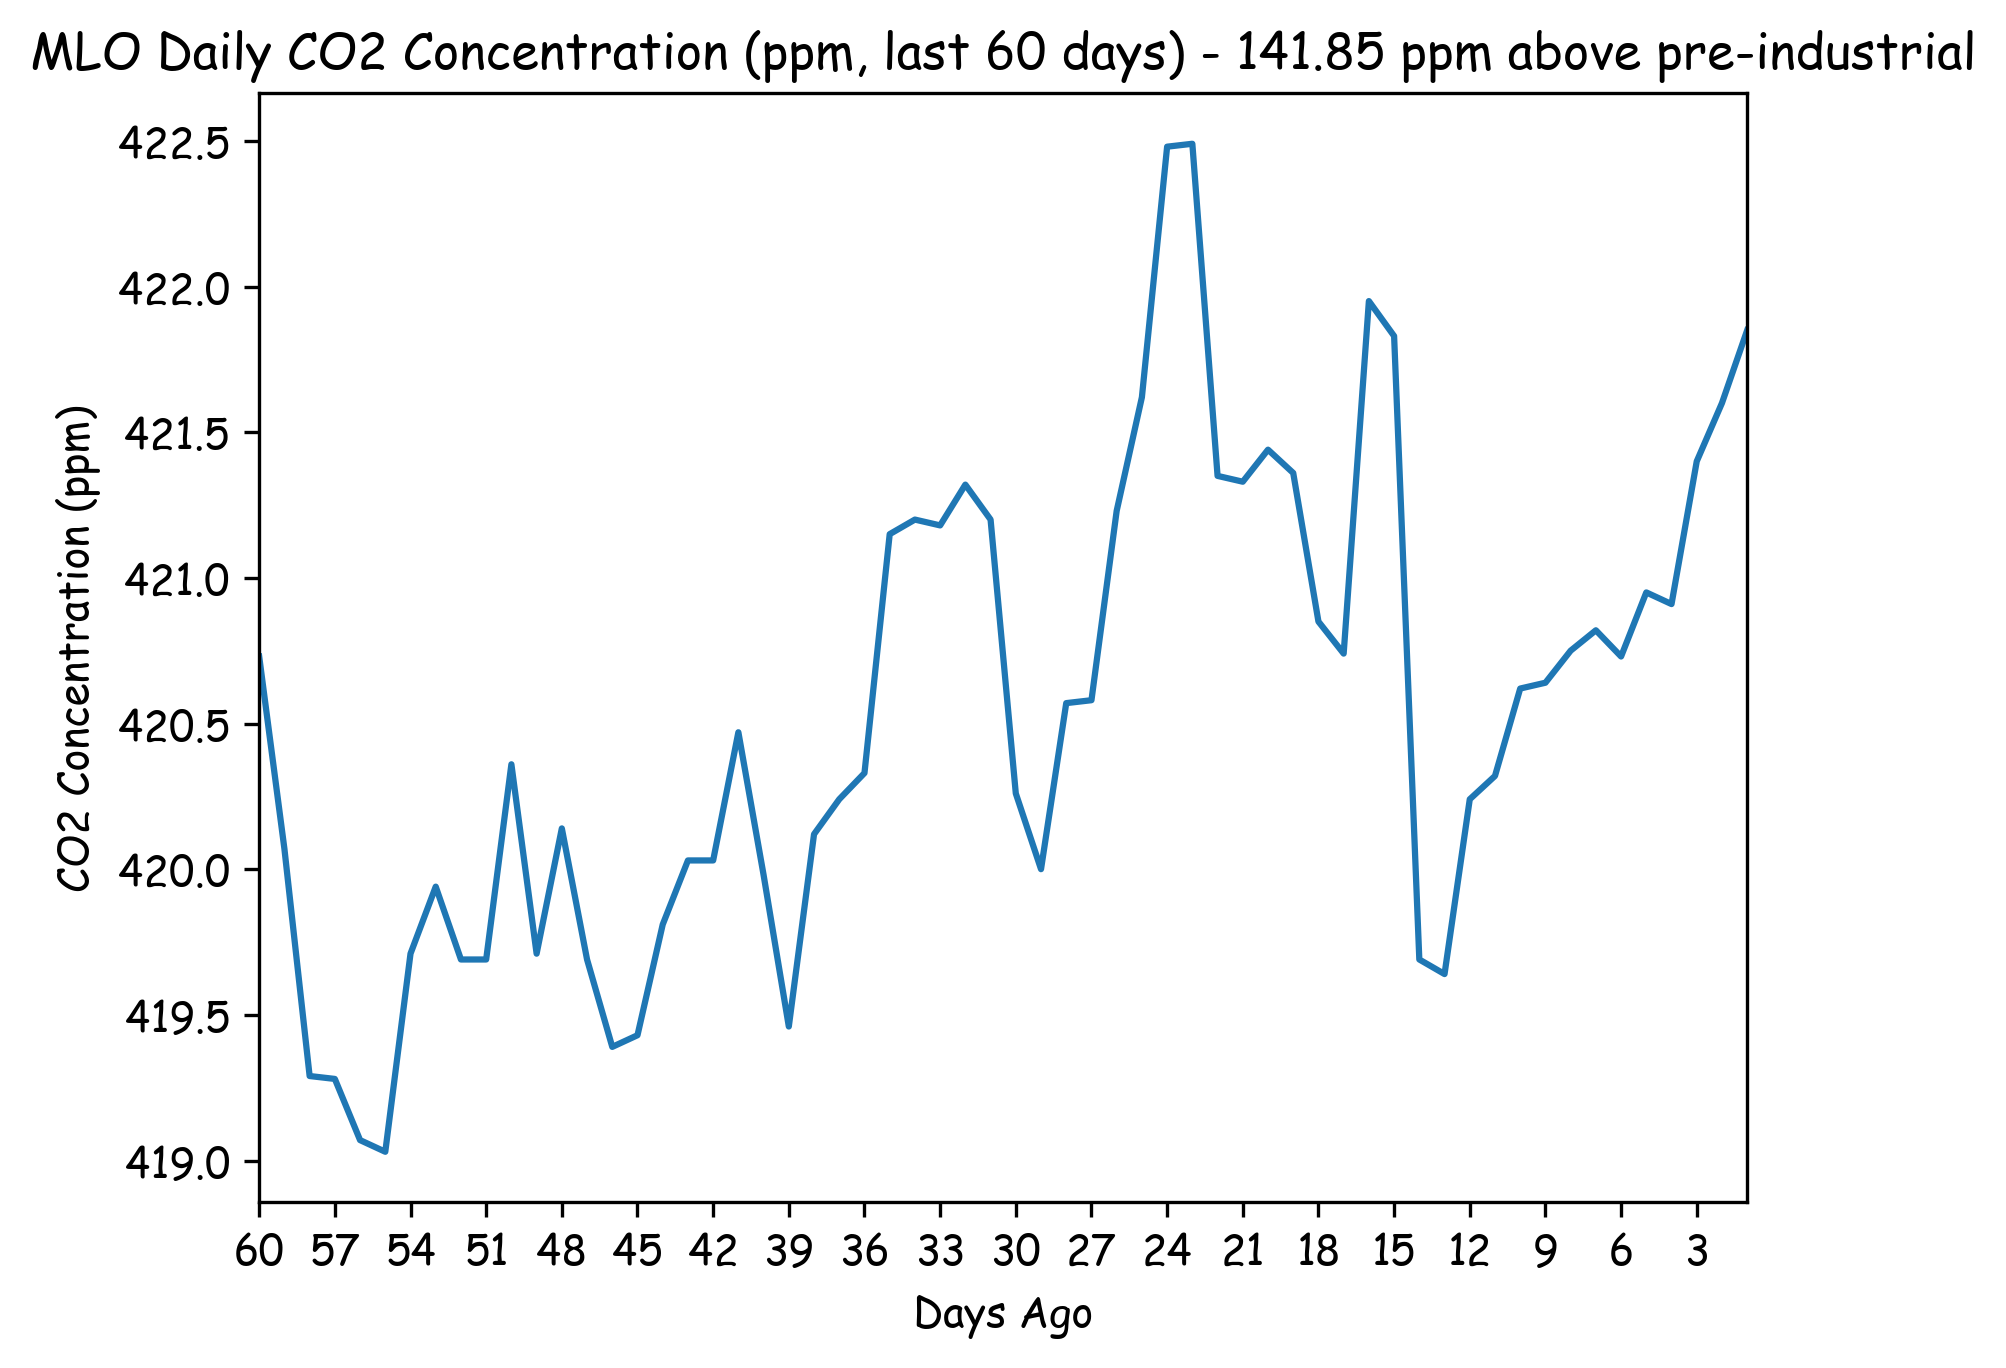 MLO Daily CO2 Concentration (ppm, last 60 days) - 141.85 ppm above pre-industrial
422.5
422.0
421.5
421.0
420.5
420.0
419.5
419.0
CO2 Concentration (ppm)
60 57 54 51 48 45 42 39 36 33 30 27 24 21 18 15 12 9 6 3
Days Ago